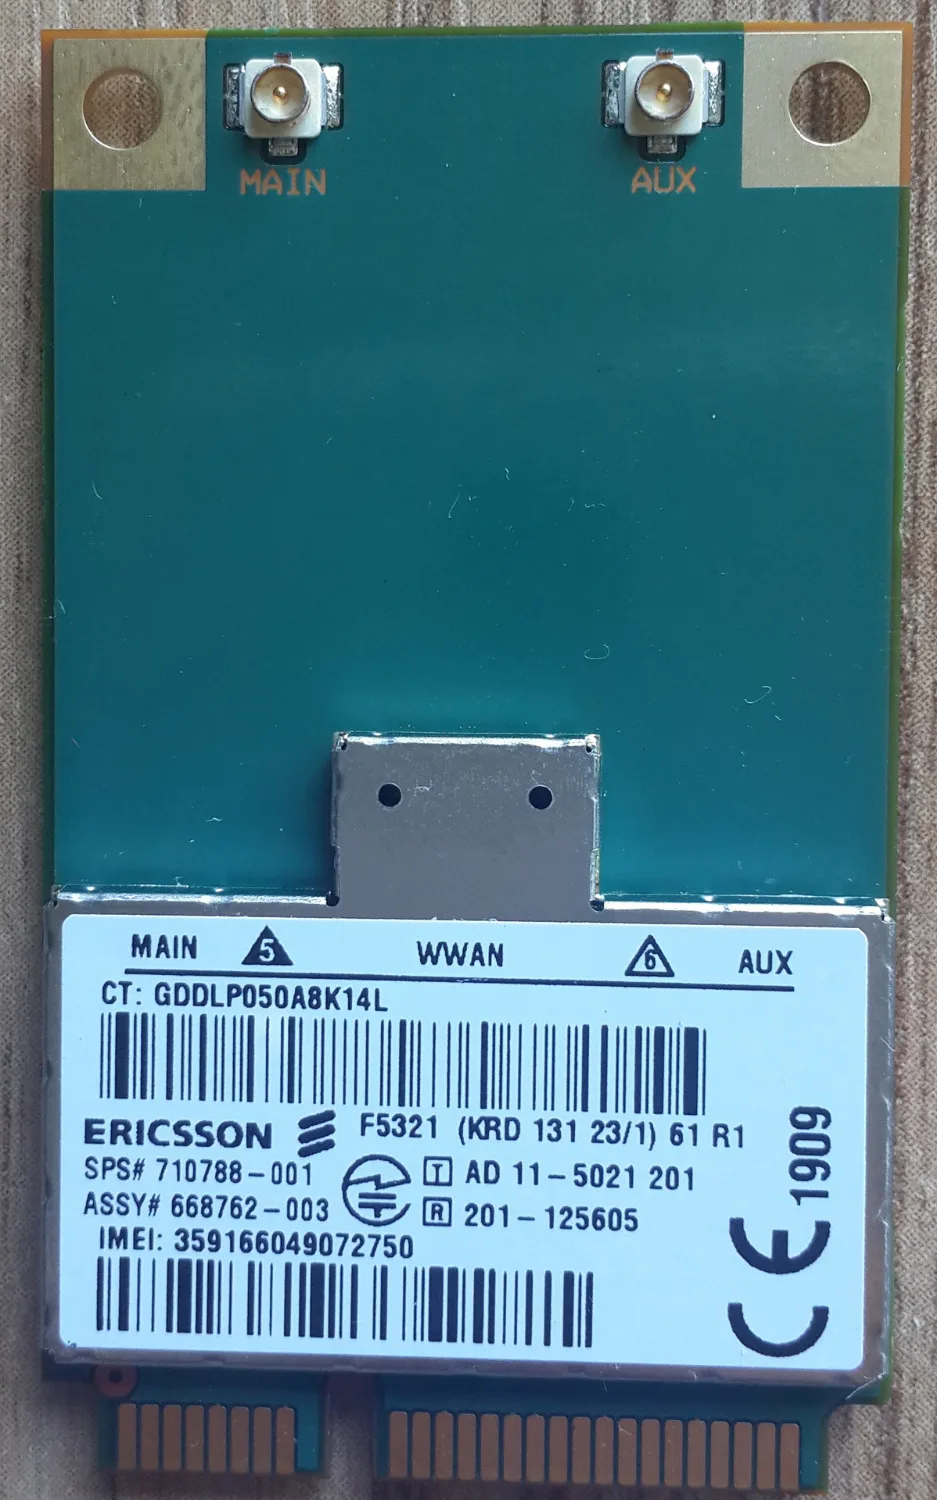 MAIN AUX
MAIN 5 WWAN 6 AUX
CT: GDDLP050A8K14L
ERICSSON F5321 (KRD 131 23/1) 61 R1
SPS# 710788-001 T AD 11-5021 201
ASSY# 668762-003 R 201-125605
IMEI: 359166049072750
CE 1909